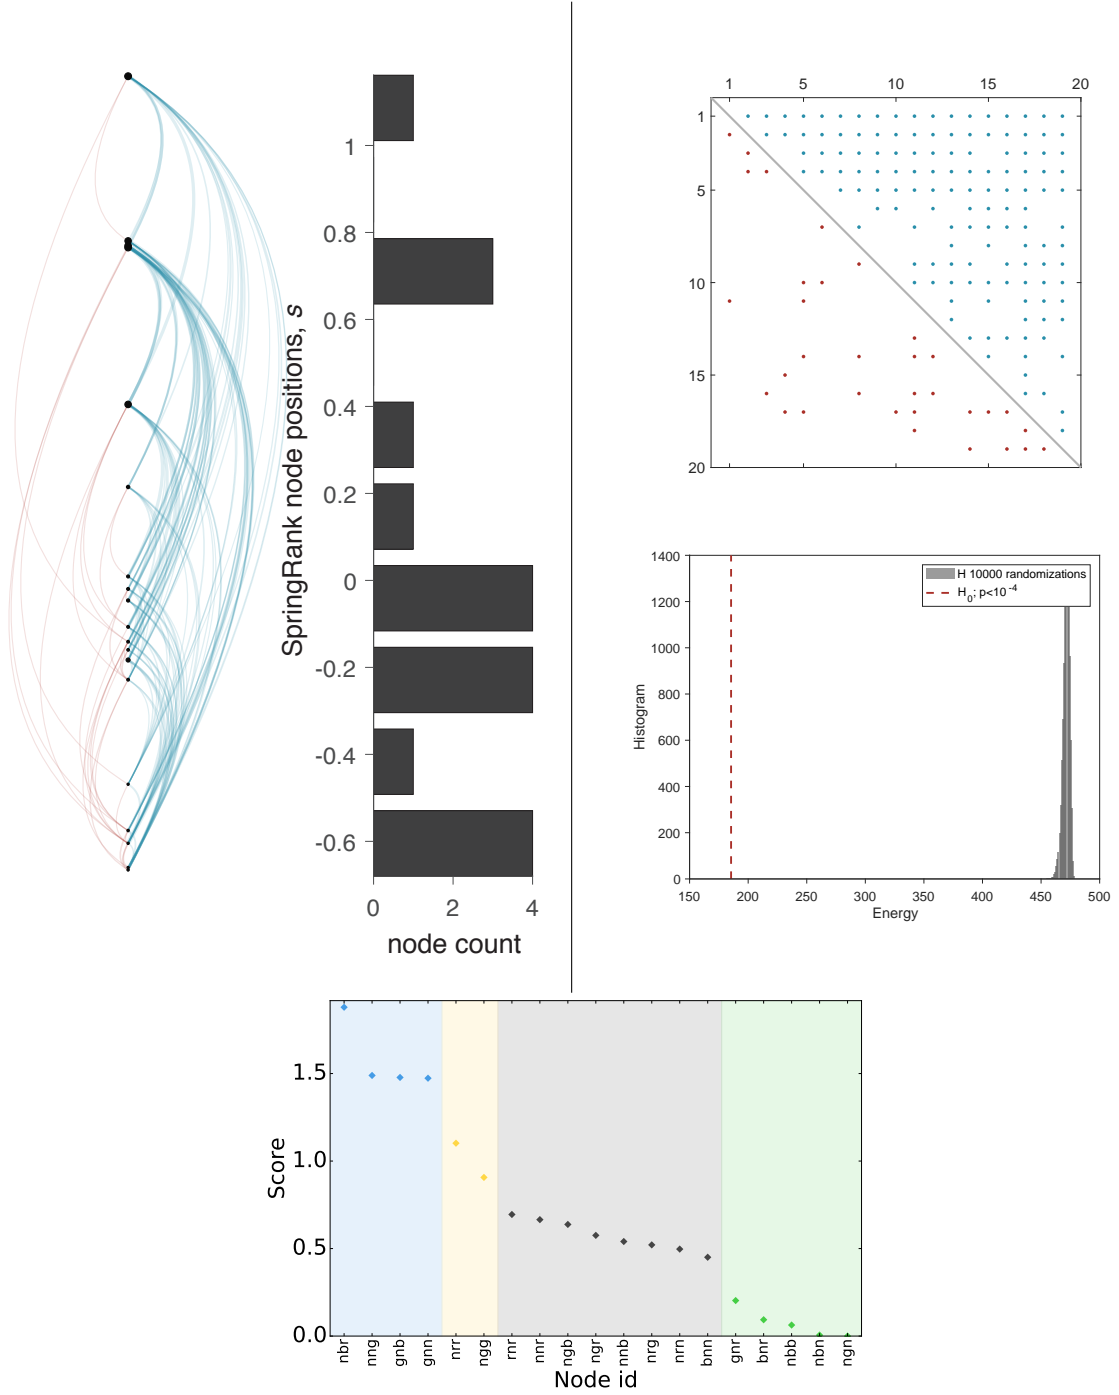 SpringRank node positions, s
1
0.8
0.6
0.4
0.2
0
-0.2
-0.4
-0.6
0 2 4
node count
1 5 10 15 20
1
5
10
15
20
1400
1200
1000
800
600
400
200
0
Histogram
H 10000 randomizations
H0; p<10-4
150 200 250 300 350 400 450 500
Energy
Score
1.5
1.0
0.5
0.0
nbr nng gnb gnn nrr ngg rnr nnr ngb ngr nnb nrg nrn bnn gnr bnr nbb nbn ngn
Node id